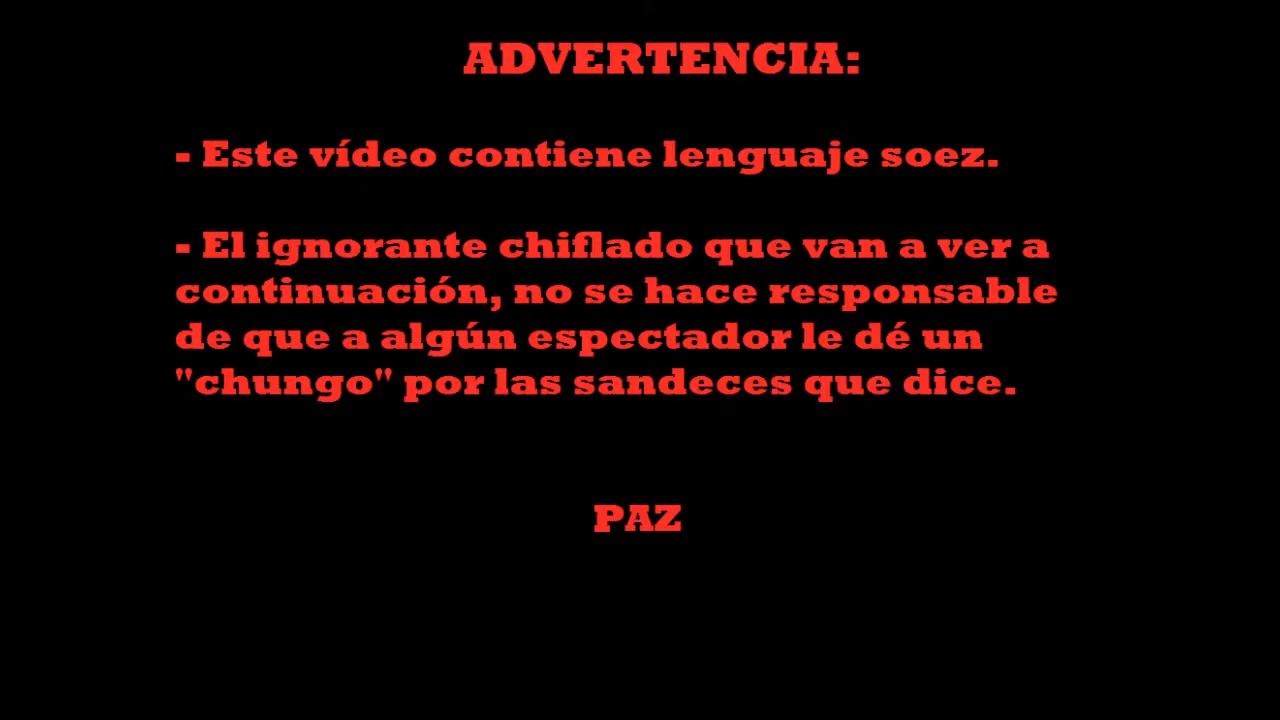 ADVERTENCIA:
- Este vídeo contiene lenguaje soez.
- El ignorante chiflado que van a ver a
continuación, no se hace responsable
de que a algún espectador le dé un
"chungo" por las sandeces que dice.
PAZ